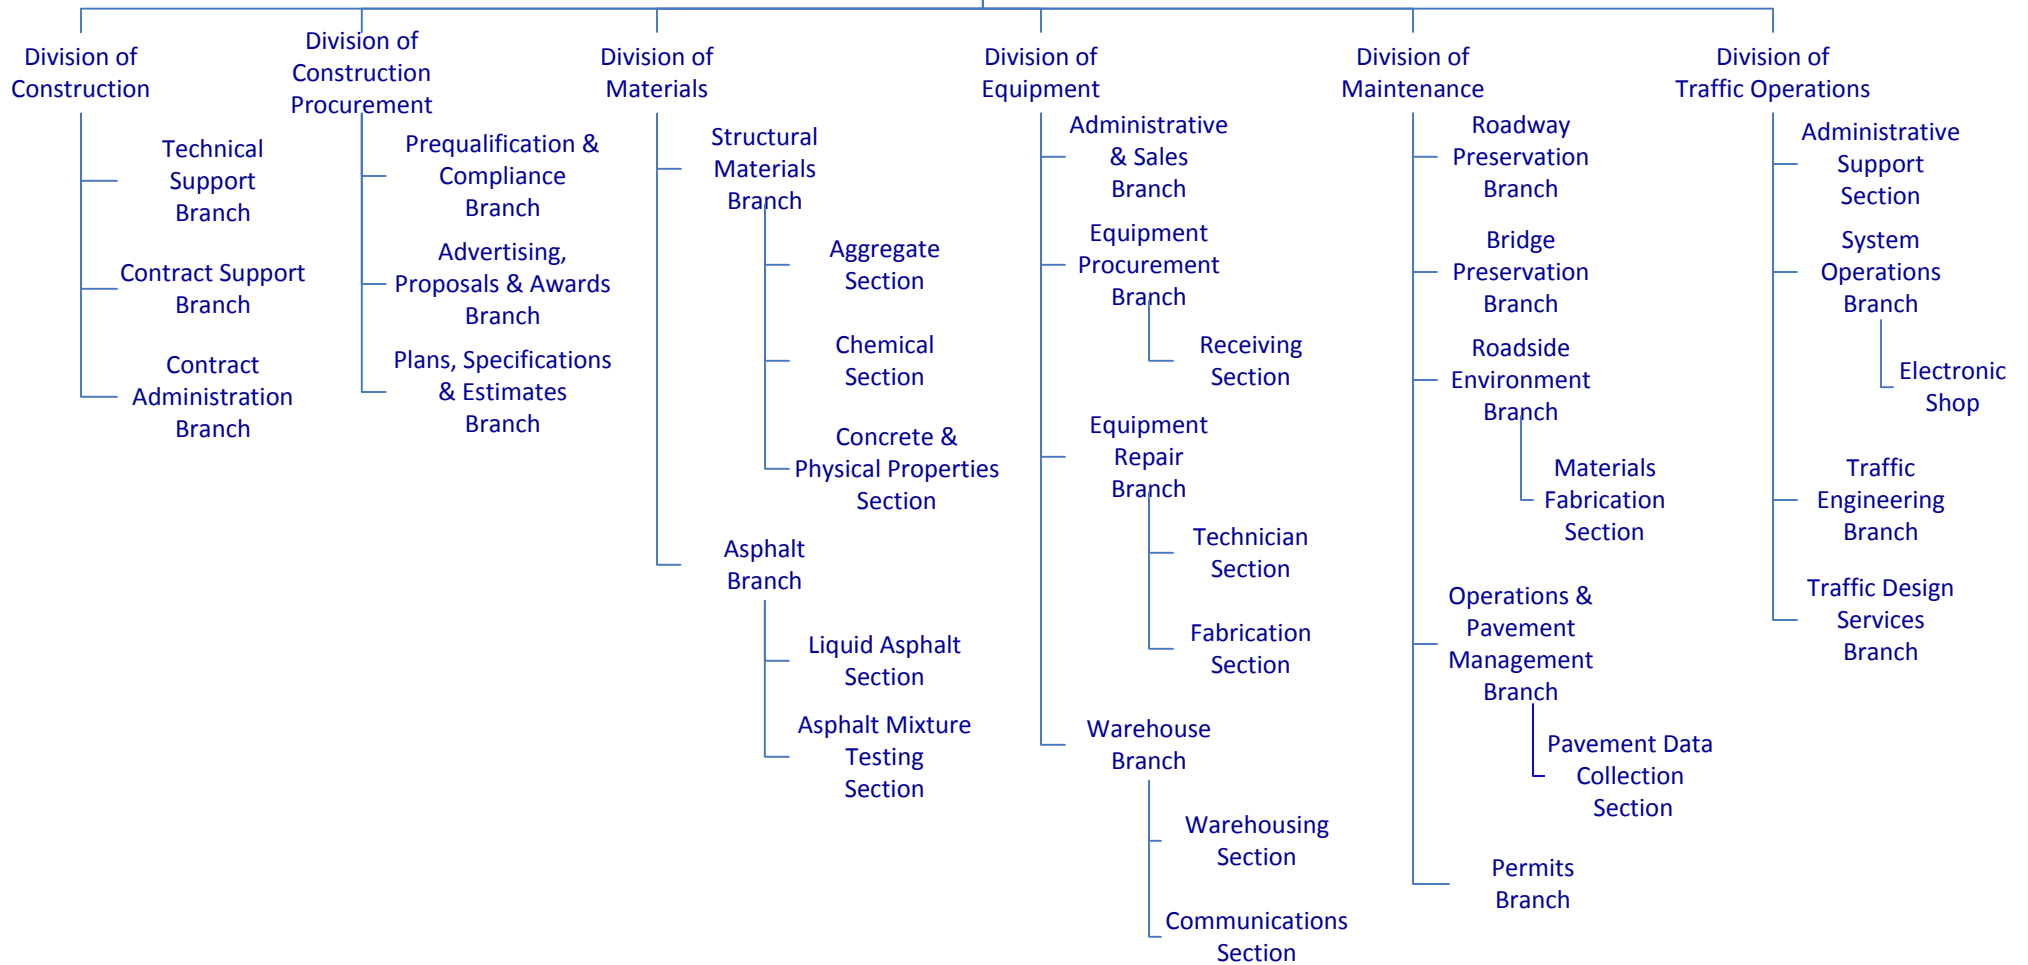 Division of
Construction
Technical
Support
Branch
Contract Support
Branch
Contract
Administration
Branch
Division of
Construction
Procurement
Prequalification &
Compliance
Branch
Advertising,
Proposals & Awards
Branch
Plans, Specifications
& Estimates
Branch
Division of
Materials
Structural
Materials
Branch
Aggregate
Section
Chemical
Section
Concrete &
Physical Properties
Section
Asphalt
Branch
Liquid Asphalt
Section
Asphalt Mixture
Testing
Section
Division of
Equipment
Administrative
& Sales
Branch
Equipment
Procurement
Branch
Receiving
Section
Equipment
Repair
Branch
Technician
Section
Fabrication
Section
Warehouse
Branch
Warehousing
Section
Communications
Section
Division of
Maintenance
Roadway
Preservation
Branch
Bridge
Preservation
Branch
Roadside
Environment
Branch
Materials
Fabrication
Section
Operations &
Pavement
Management
Branch
Pavement Data
Collection
Section
Permits
Branch
Division of
Traffic Operations
Administrative
Support
Section
System
Operations
Branch
Electronic
Shop
Traffic
Engineering
Branch
Traffic Design
Services
Branch